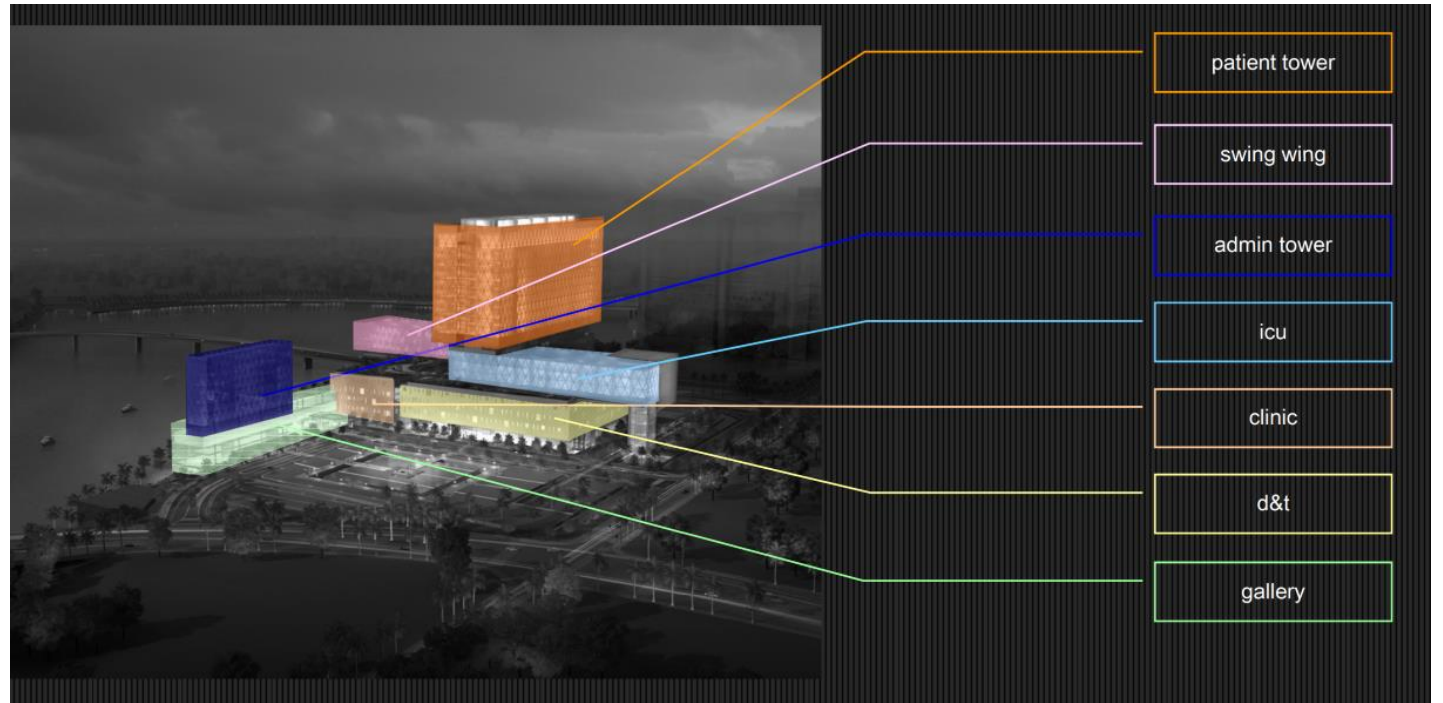 patient tower
swing wing
admin tower
icu
clinic
d&t
gallery